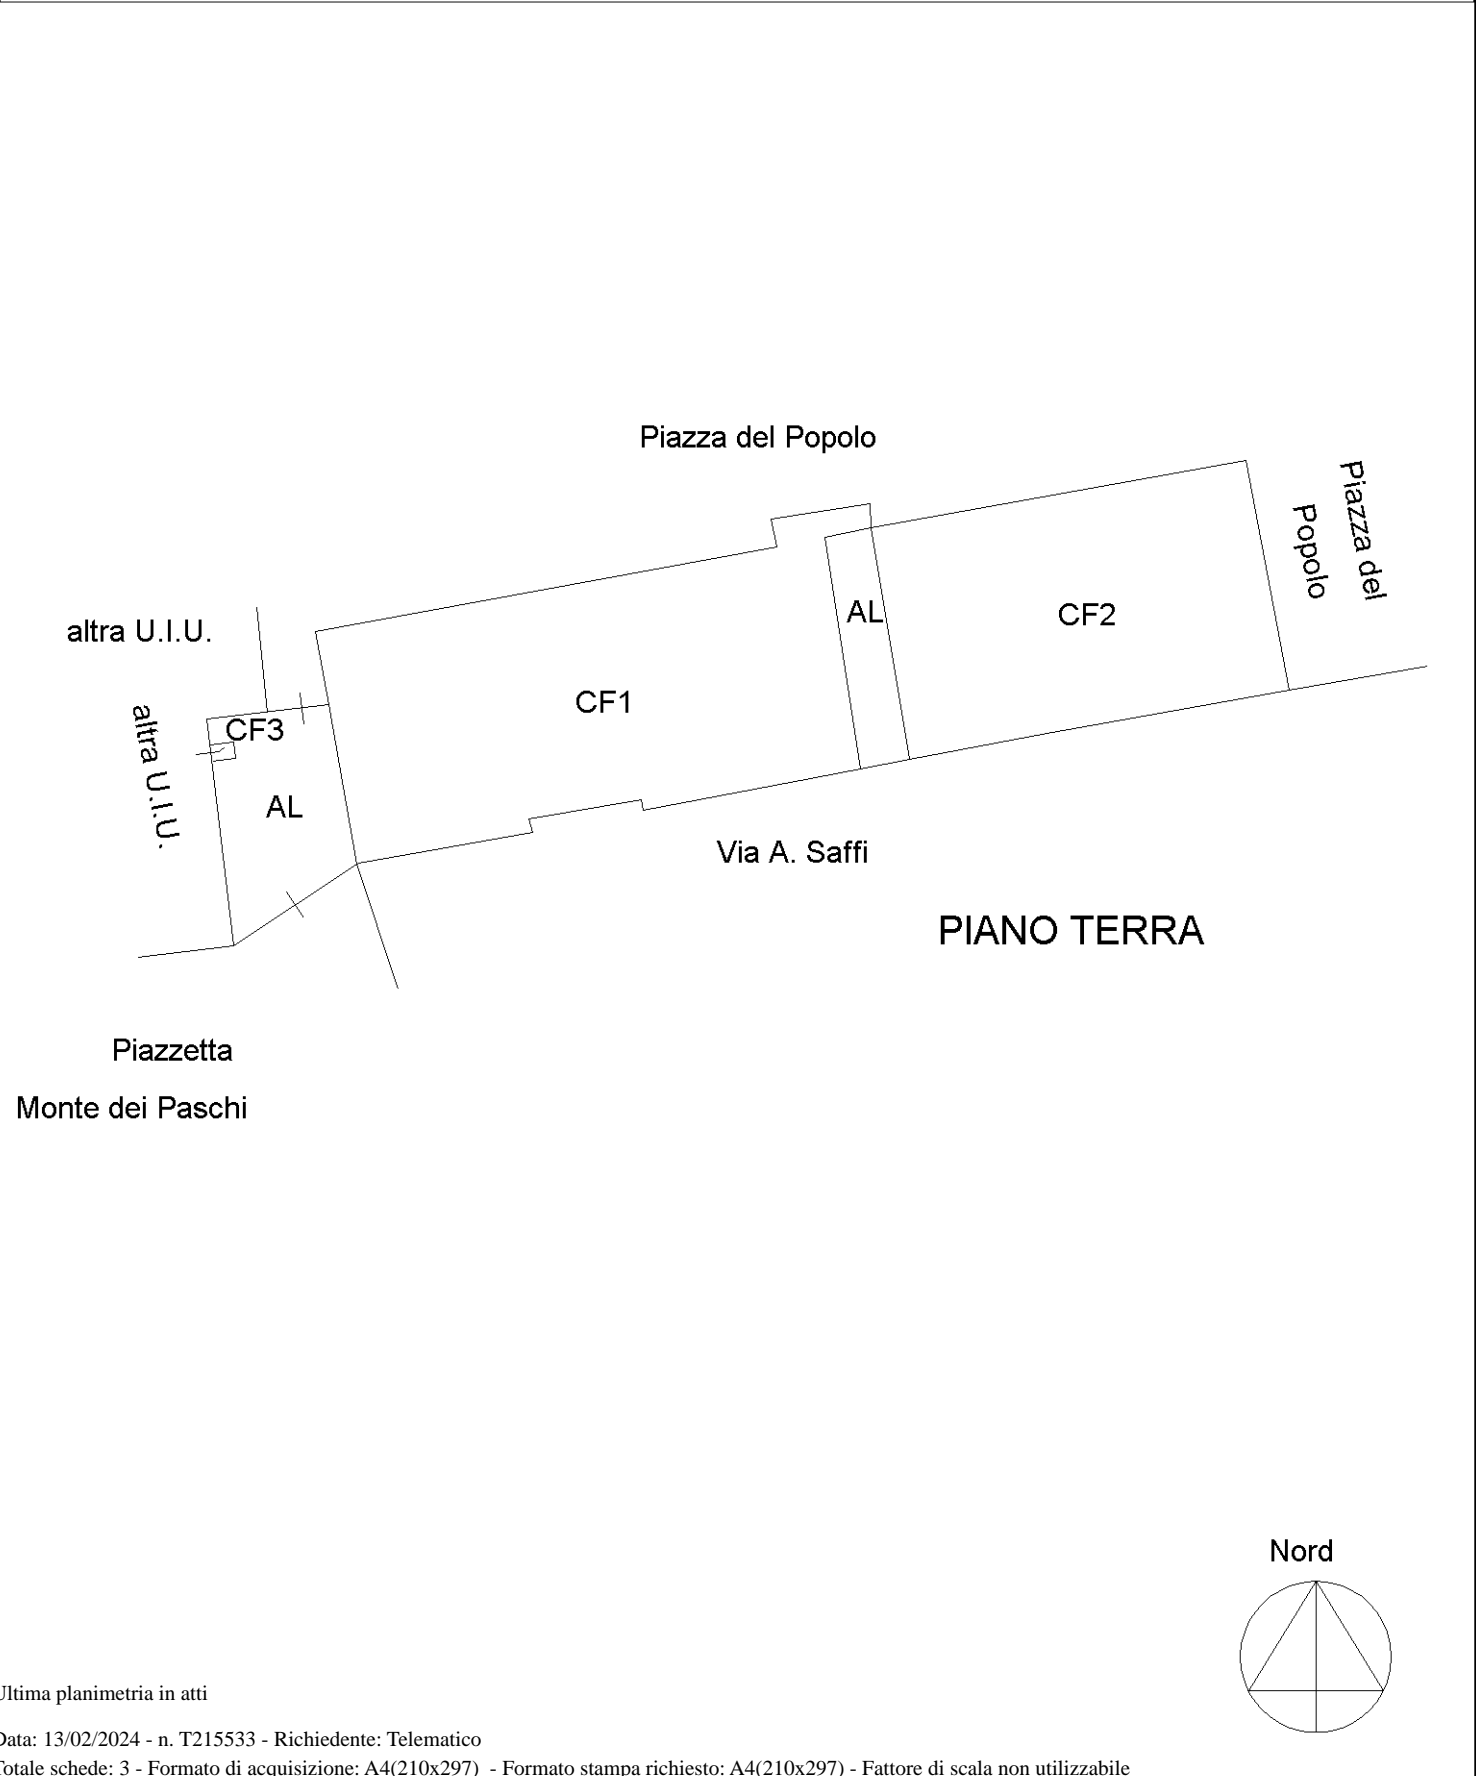 Piazza del Popolo
Piazza del
Popolo
altra U.I.U.
AL
CF2
CF1
CF3
altra U.I.U.
AL
Via A. Saffi
PIANO TERRA
Piazzetta
Monte dei Paschi
Nord
Ultima planimetria in atti
Data: 13/02/2024 - n. T215533 - Richiedente: Telematico
Totale schede: 3 - Formato di acquisizione: A4(210x297) - Formato stampa richiesto: A4(210x297) - Fattore di scala non utilizzabile